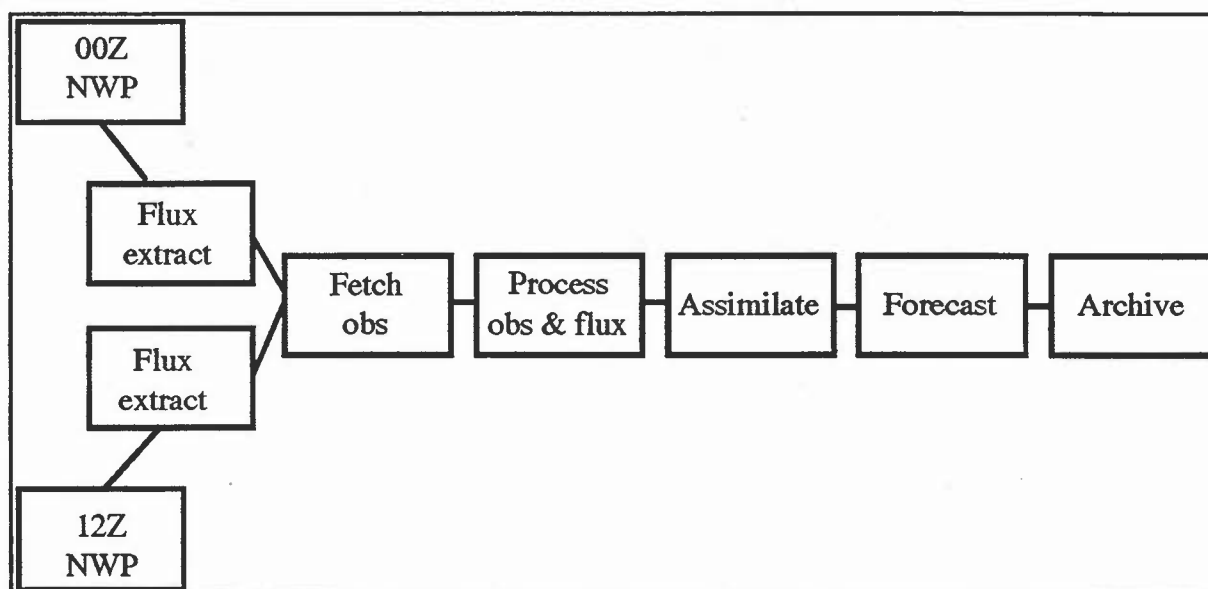 00Z
NWP
Flux
extract
Fetch
obs
Process
obs & flux
Assimilate
Forecast
Archive
Flux
extract
12Z
NWP